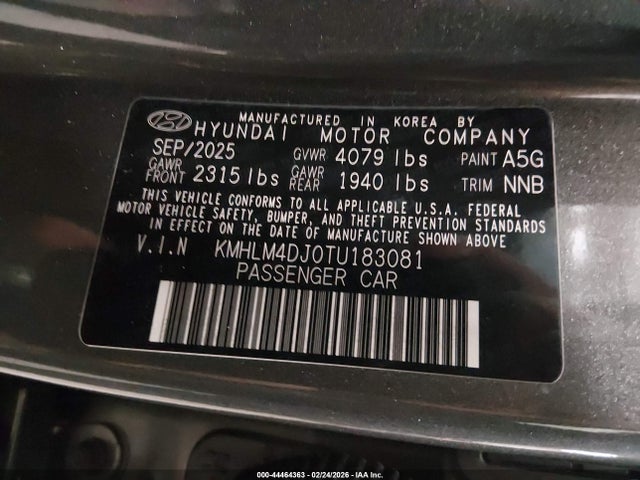 MANUFACTURED IN KOREA BY
HYUNDAI MOTOR COMPANY
SEP/2025 GVWR 4079 lbs PAINT A5G
GAWR FRONT 2315 lbs GAWR REAR 1940 lbs TRIM NNB
THIS VEHICLE CONFORMS TO ALL APPLICABLE U.S.A. FEDERAL
MOTOR VEHICLE SAFETY, BUMPER, AND THEFT PREVENTION STANDARDS
IN EFFECT ON THE DATE OF MANUFACTURE SHOWN ABOVE
V.I.N KMHLM4DJ0TU183081
PASSENGER CAR
000-44464363 - 02/24/2026 - IAA Inc.